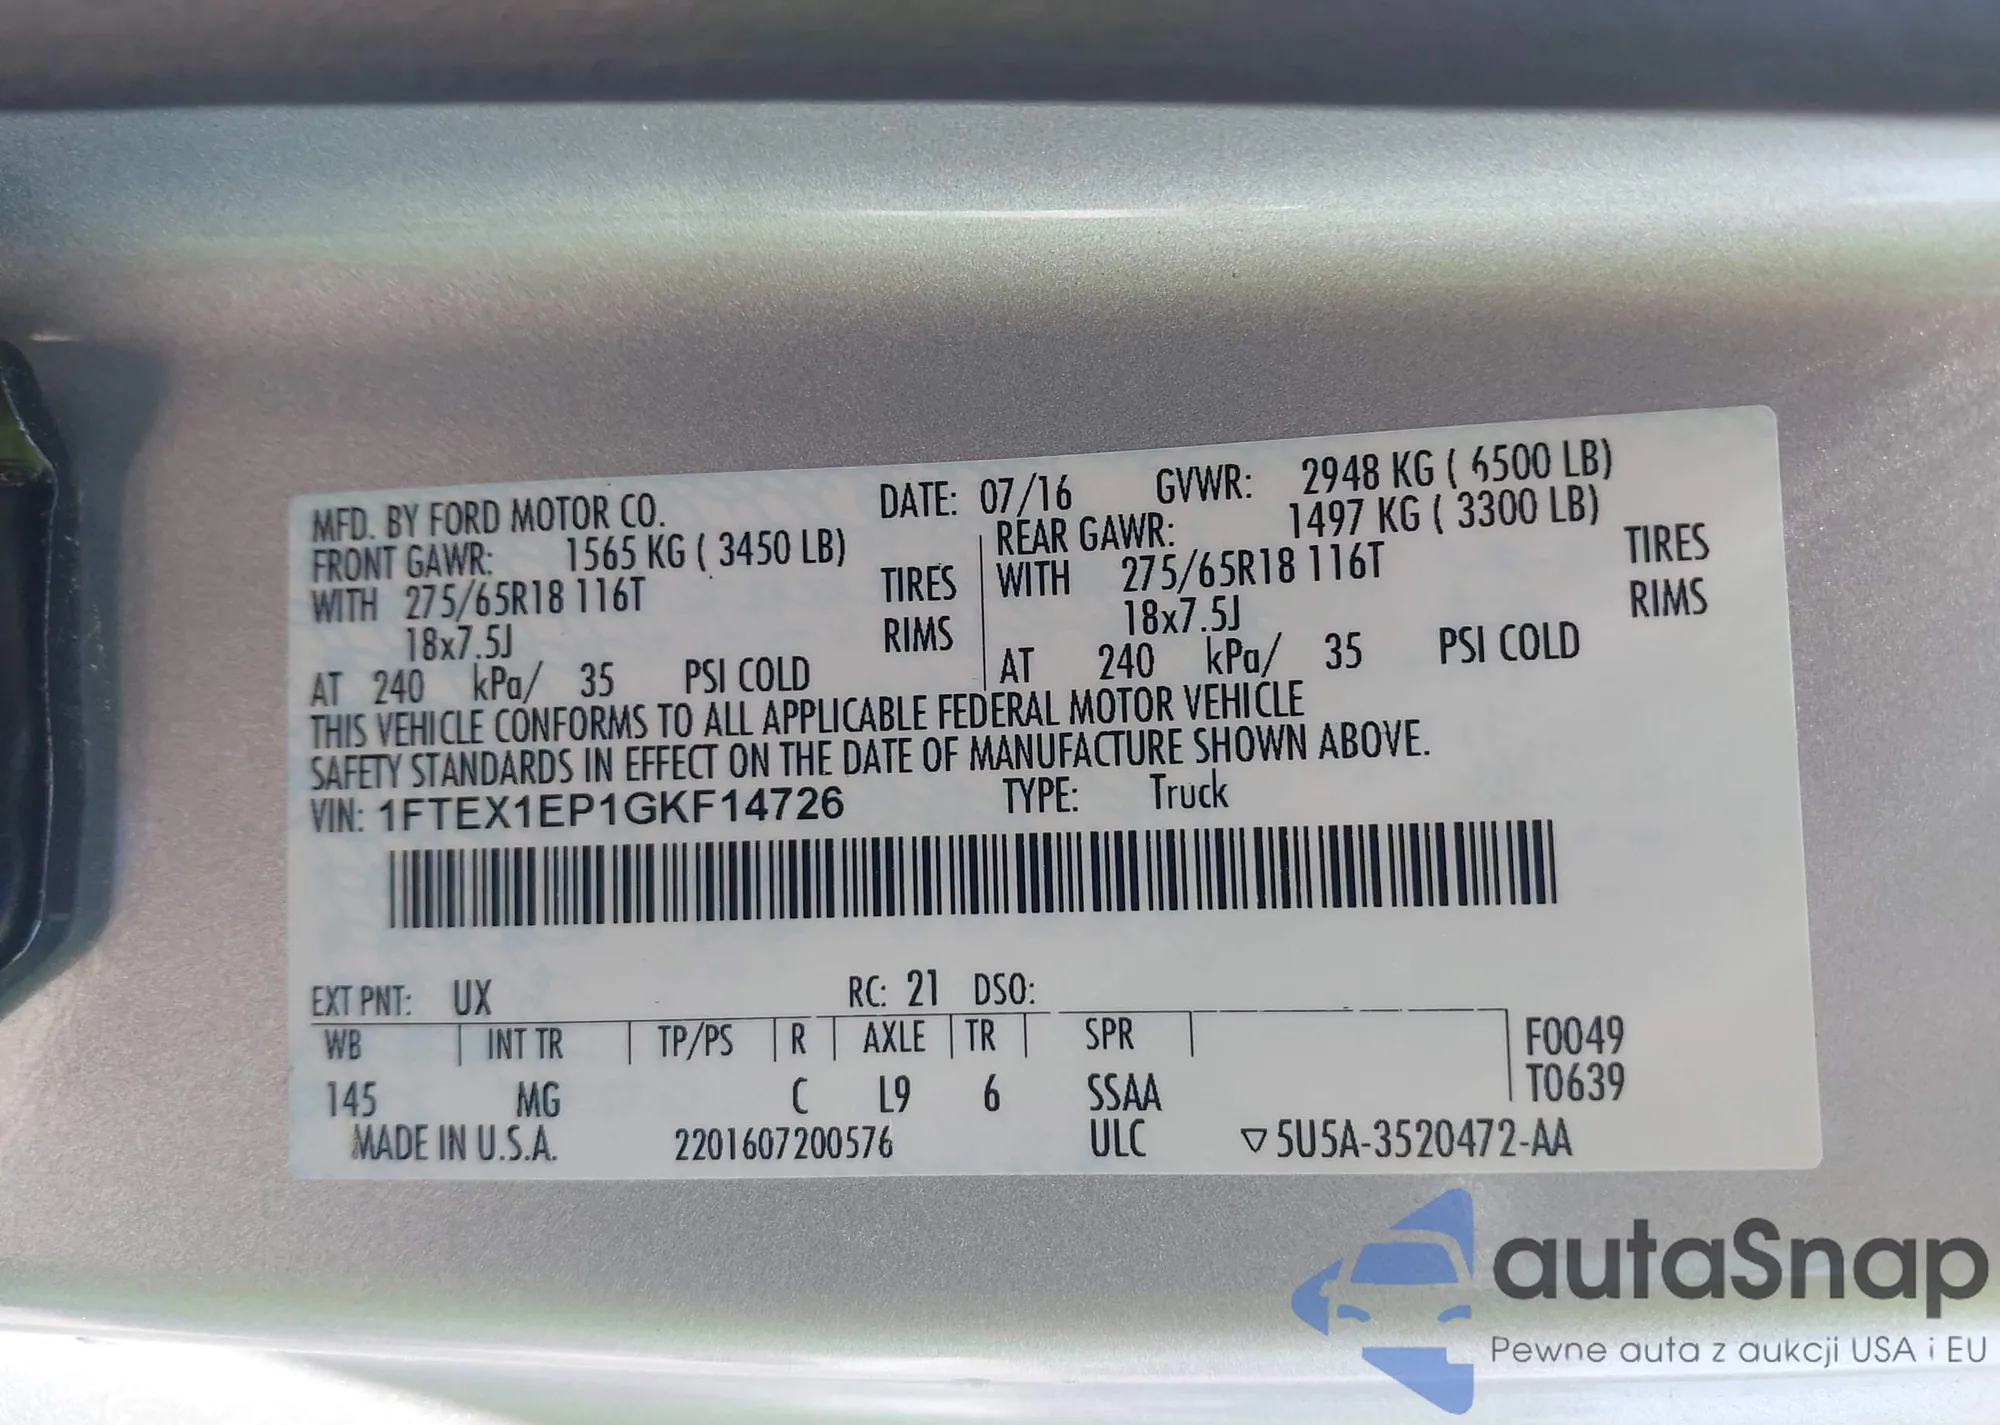 MFD. BY FORD MOTOR CO. DATE: 07/16 GVWR: 2948 KG ( 6500 LB)
FRONT GAWR: 1565 KG ( 3450 LB) REAR GAWR: 1497 KG ( 3300 LB)
WITH 275/65R18 116T TIRES WITH 275/65R18 116T TIRES
18x7.5J RIMS 18x7.5J RIMS
AT 240 kPa/ 35 PSI COLD AT 240 kPa/ 35 PSI COLD
THIS VEHICLE CONFORMS TO ALL APPLICABLE FEDERAL MOTOR VEHICLE
SAFETY STANDARDS IN EFFECT ON THE DATE OF MANUFACTURE SHOWN ABOVE.
VIN: 1FTEX1EP1GKF14726 TYPE: Truck
EXT PNT: UX RC: 21 DSO:
WB INT TR TP/PS R AXLE TR SPR F0049
145 MG C L9 6 SSAA T0639
MADE IN U.S.A. 2201607200576 ULC ▽5U5A-3520472-AA
autaSnap
Pewne auta z aukcji USA i EU